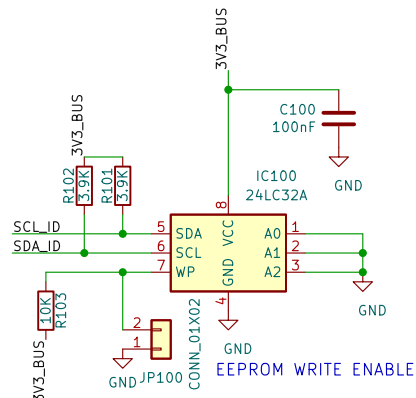 3V3_BUS
C100
100nF
GND
3V3_BUS
R102
3.9K
R101
3.9K
IC100
24LC32A
SCL_ID
SDA_ID
5
6
7
SDA
SCL
WP
8
VCC
GND
4
A0
A1
A2
1
2
3
GND
GND
10K
R103
3V3_BUS
2
1
GND
JP100
CONN_01X02
EEPROM WRITE ENABLE